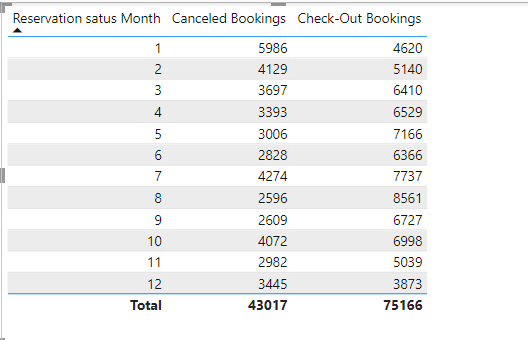 Reservation satus Month Canceled Bookings Check-Out Bookings
1 5986 4620
2 4129 5140
3 3697 6410
4 3393 6529
5 3006 7166
6 2828 6366
7 4274 7737
8 2596 8561
9 2609 6727
10 4072 6998
11 2982 5039
12 3445 3873
Total 43017 75166